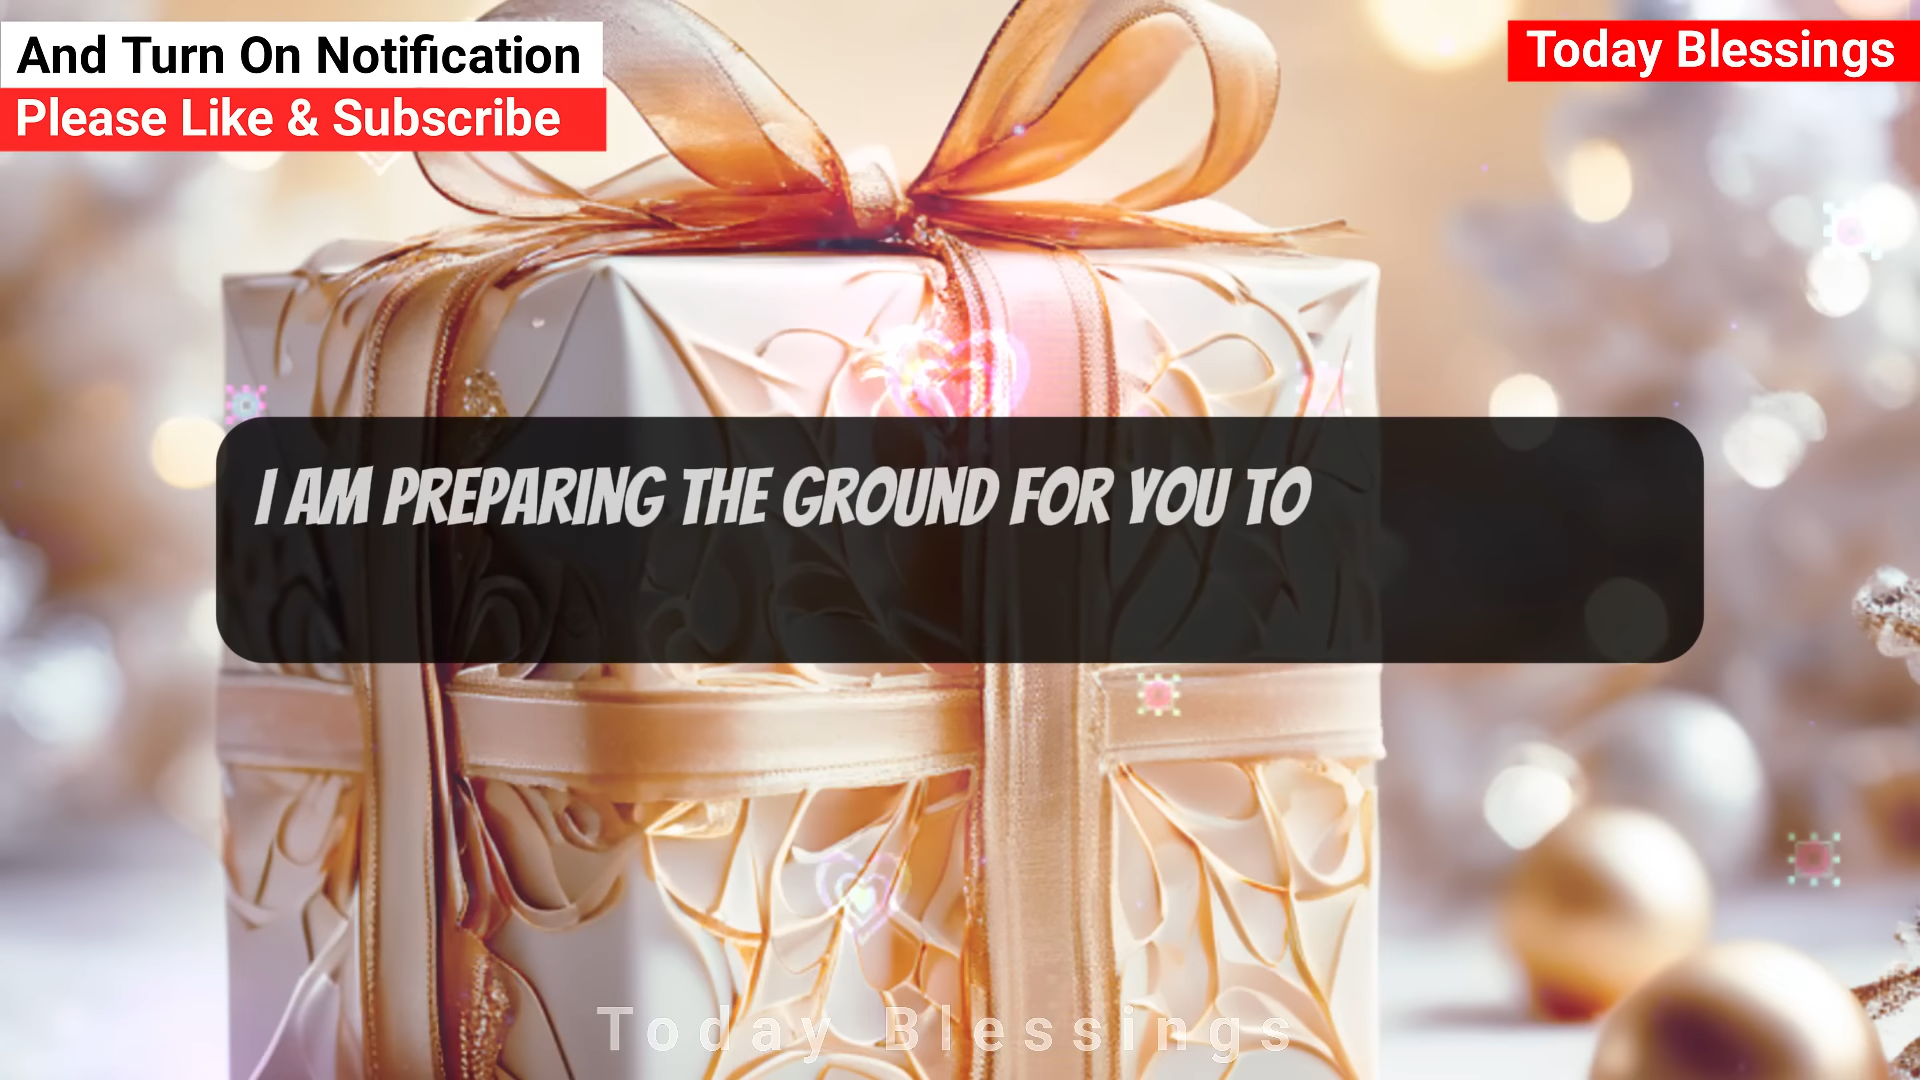 And Turn On Notification
Please Like & Subscribe
Today Blessings
I AM PREPARING THE GROUND FOR YOU TO
Today Blessings